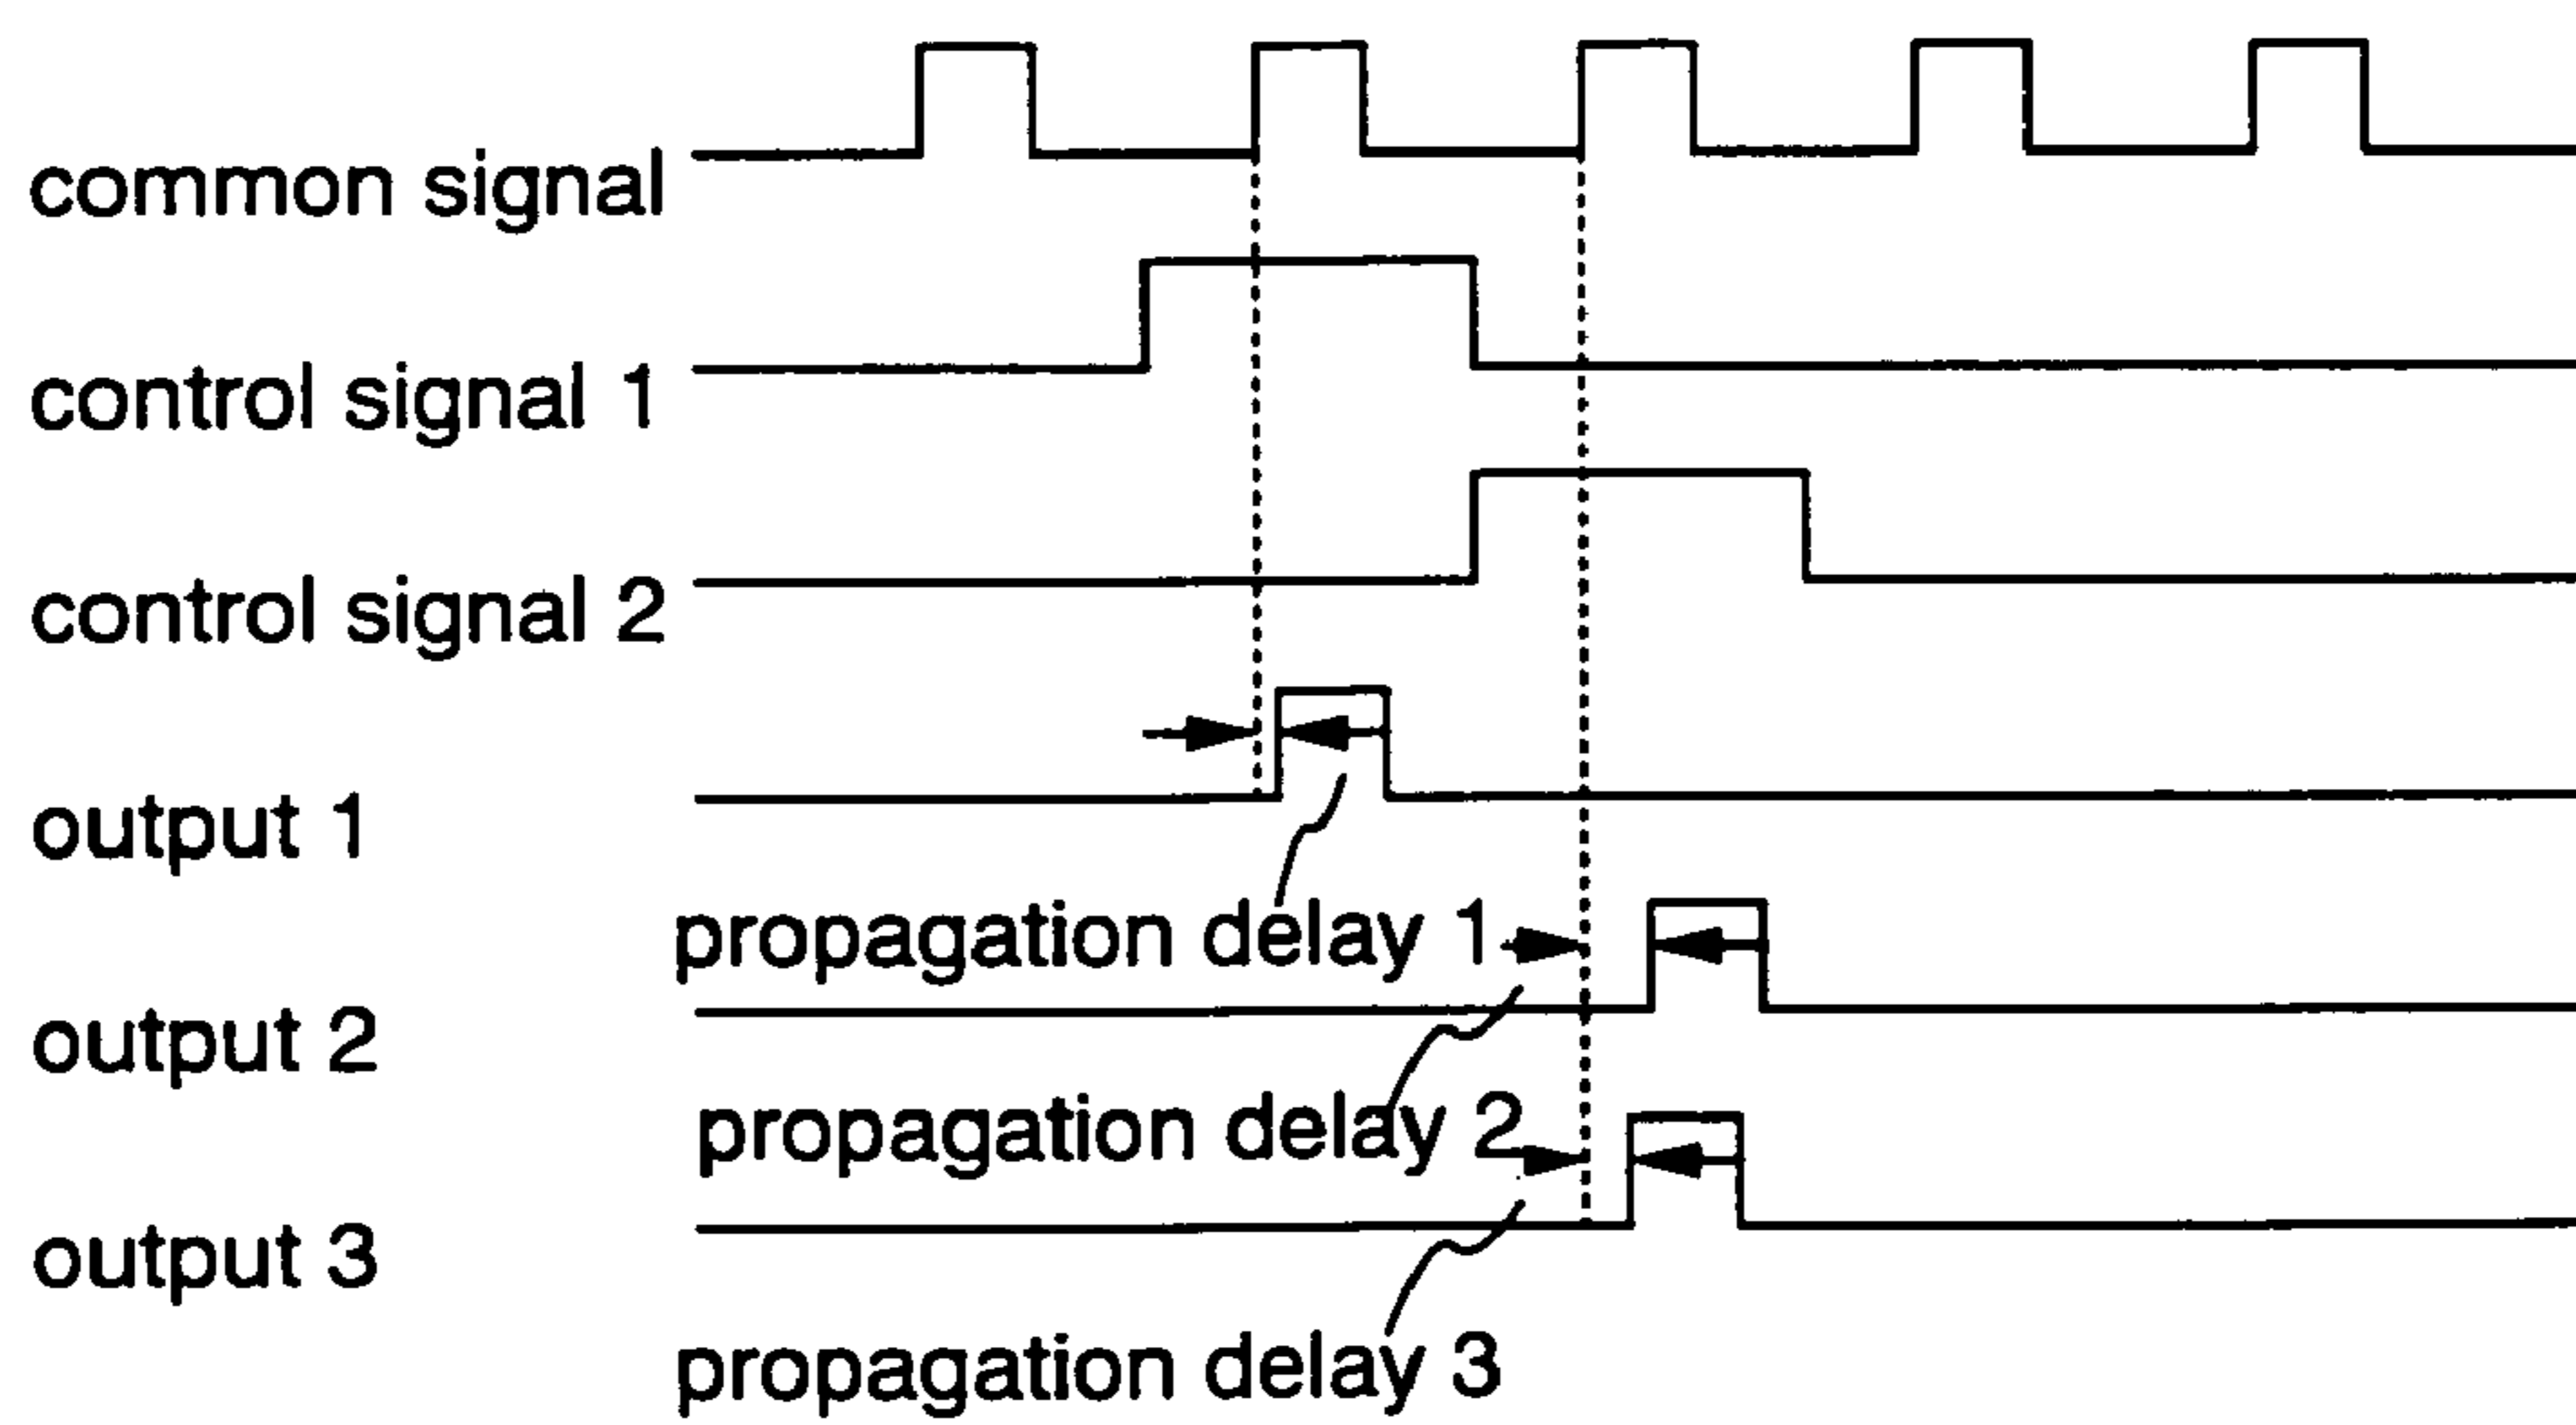 common signal
control signal 1
control signal 2
output 1
propagation delay 1
output 2
propagation delay 2
output 3
propagation delay 3